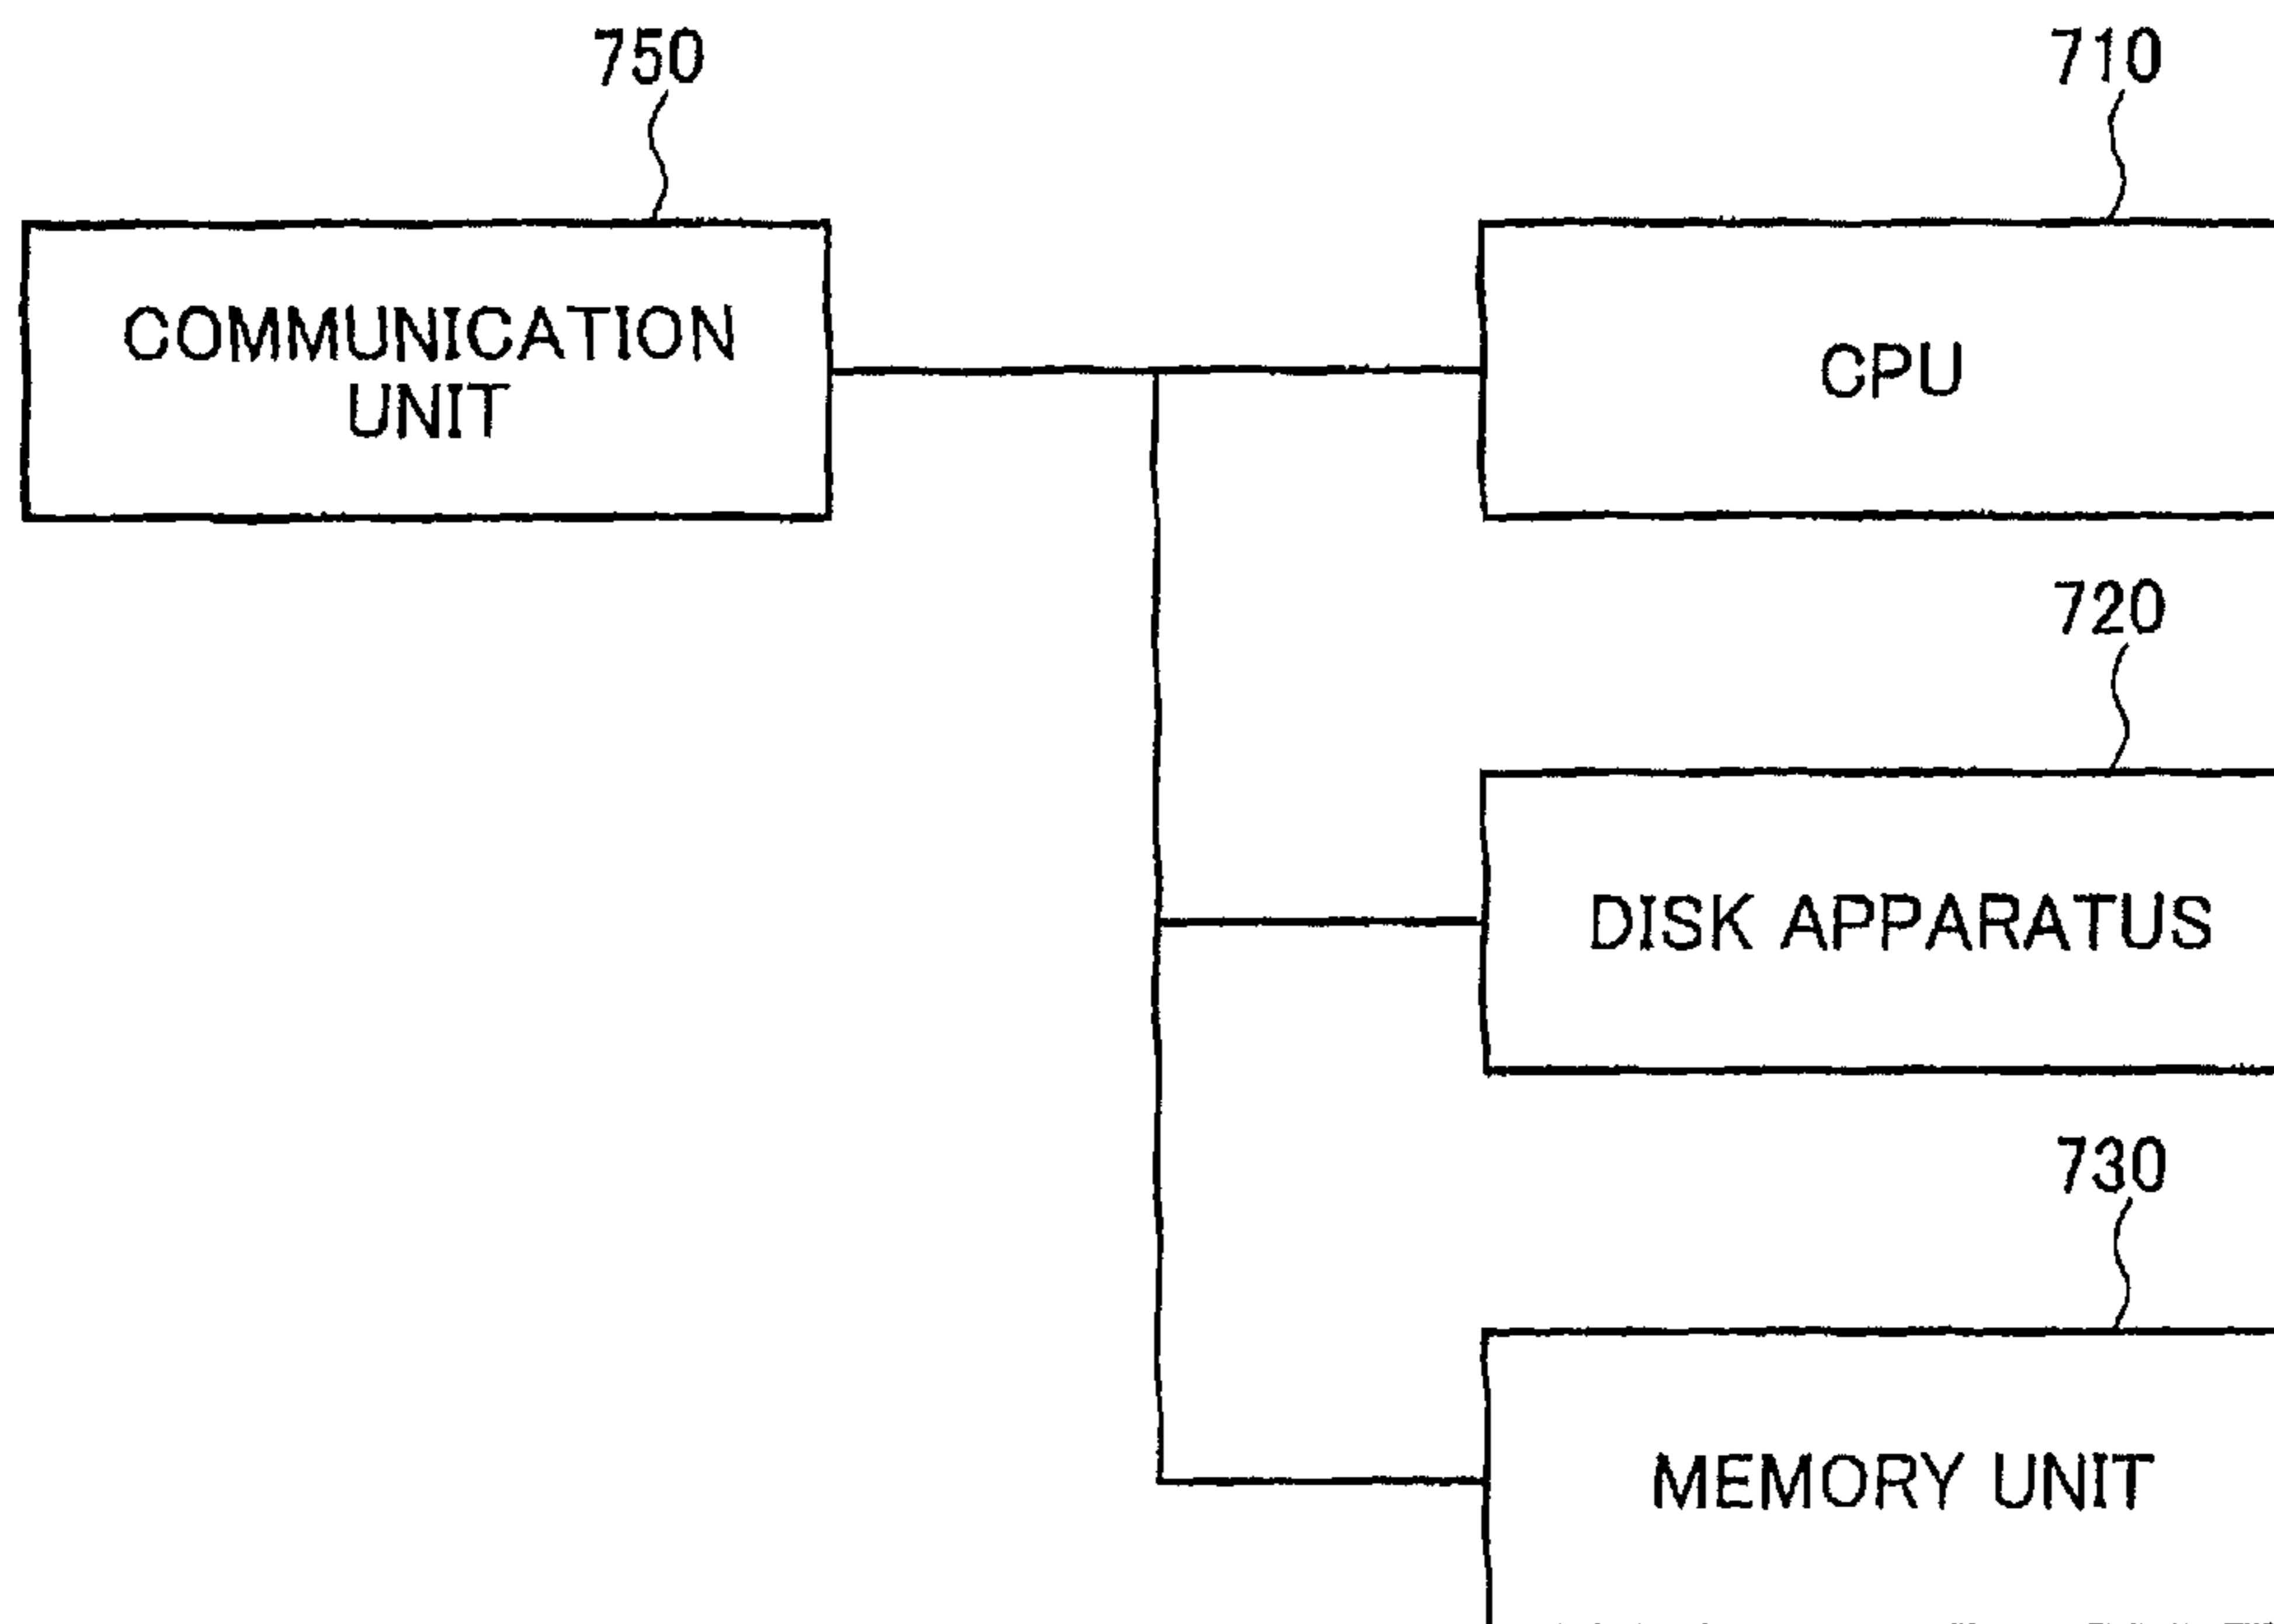 750
710
COMMUNICATION
UNIT
CPU
720
DISK APPARATUS
730
MEMORY UNIT